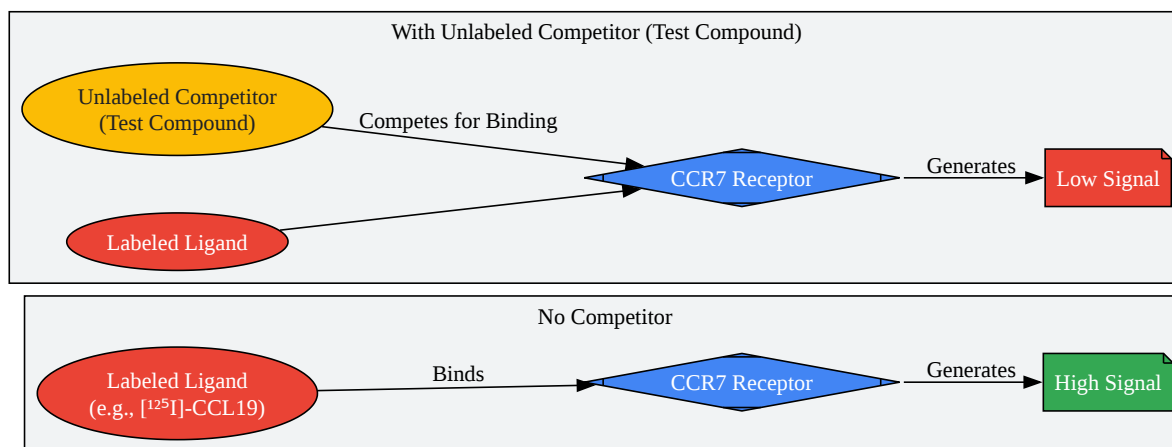 With Unlabeled Competitor (Test Compound)
Unlabeled Competitor
(Test Compound)
Competes for Binding
Labeled Ligand
CCR7 Receptor
Generates
Low Signal
No Competitor
Labeled Ligand
(e.g., [¹²⁵I]-CCL19)
Binds
CCR7 Receptor
Generates
High Signal